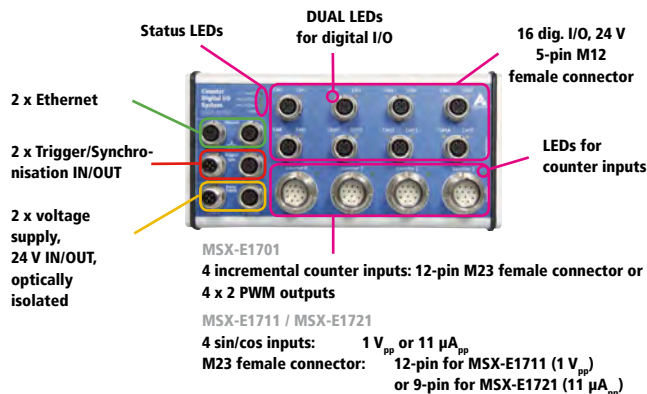 Status LEDs
DUAL LEDs
for digital I/O
16 dig. I/O, 24 V
5-pin M12
female connector
2 x Ethernet
Counter
Digital I/O
System
2 x Trigger/Synchro-
nisation IN/OUT
LEDs for
counter inputs
2 x voltage
supply,
24 V IN/OUT,
optically
isolated
MSX-E1701
4 incremental counter inputs: 12-pin M23 female connector or
4 x 2 PWM outputs
MSX-E1711 / MSX-E1721
4 sin/cos inputs: 1 Vpp or 11 µApp
M23 female connector: 12-pin for MSX-E1711 (1 Vpp)
or 9-pin for MSX-E1721 (11 µApp)